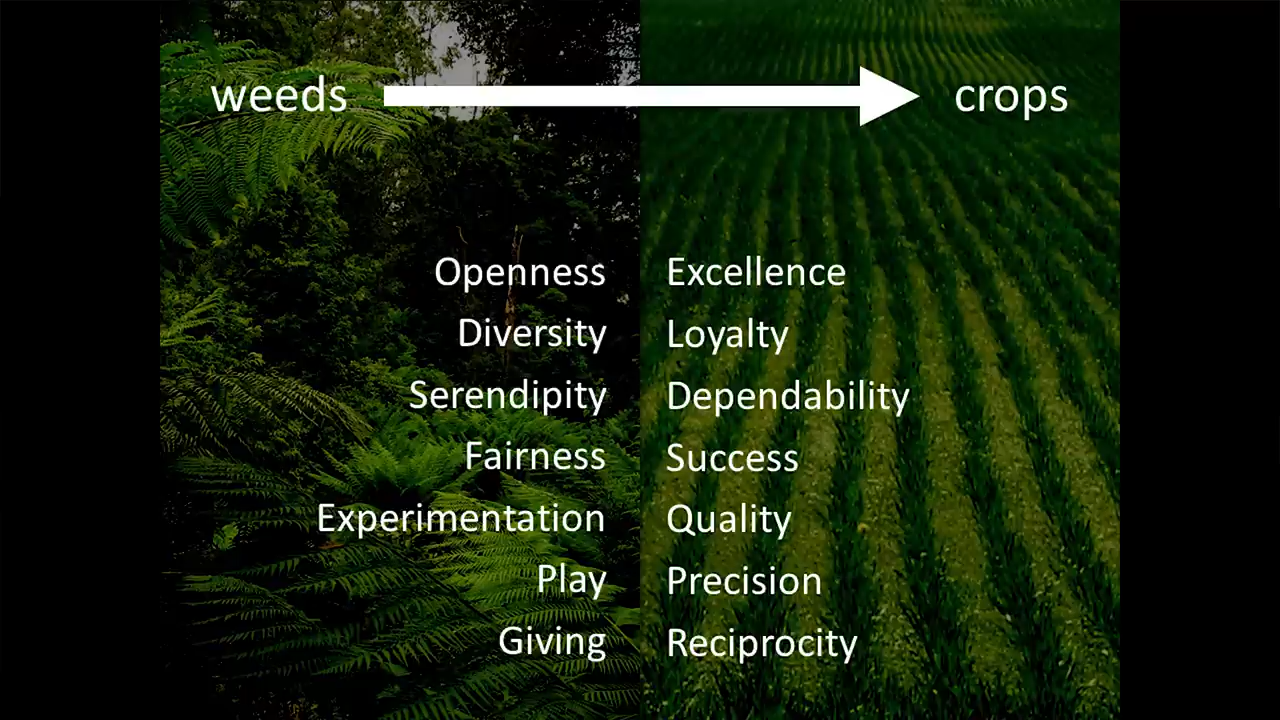 weeds crops
Openness Excellence
Diversity Loyalty
Serendipity Dependability
Fairness Success
Experimentation Quality
Play Precision
Giving Reciprocity